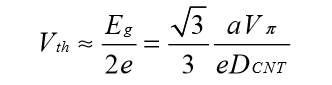 V_th ≈ E_g / 2e = √3 / 3 aV_π / eD_CNT